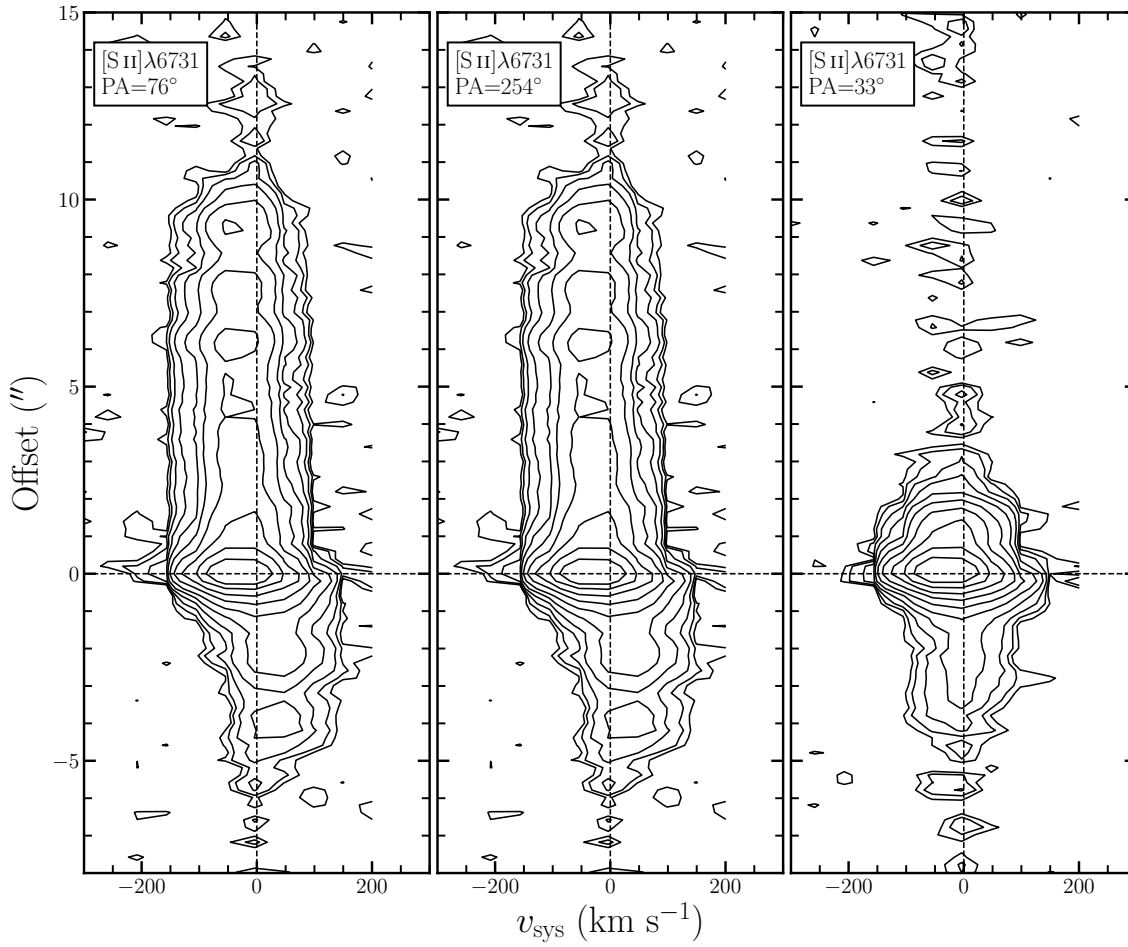 15
10
5
0
−5
Offset (″)
[S II]λ6731
PA=76°
[S II]λ6731
PA=254°
[S II]λ6731
PA=33°
−200 0 200
−200 0 200
−200 0 200
v_sys (km s⁻¹)